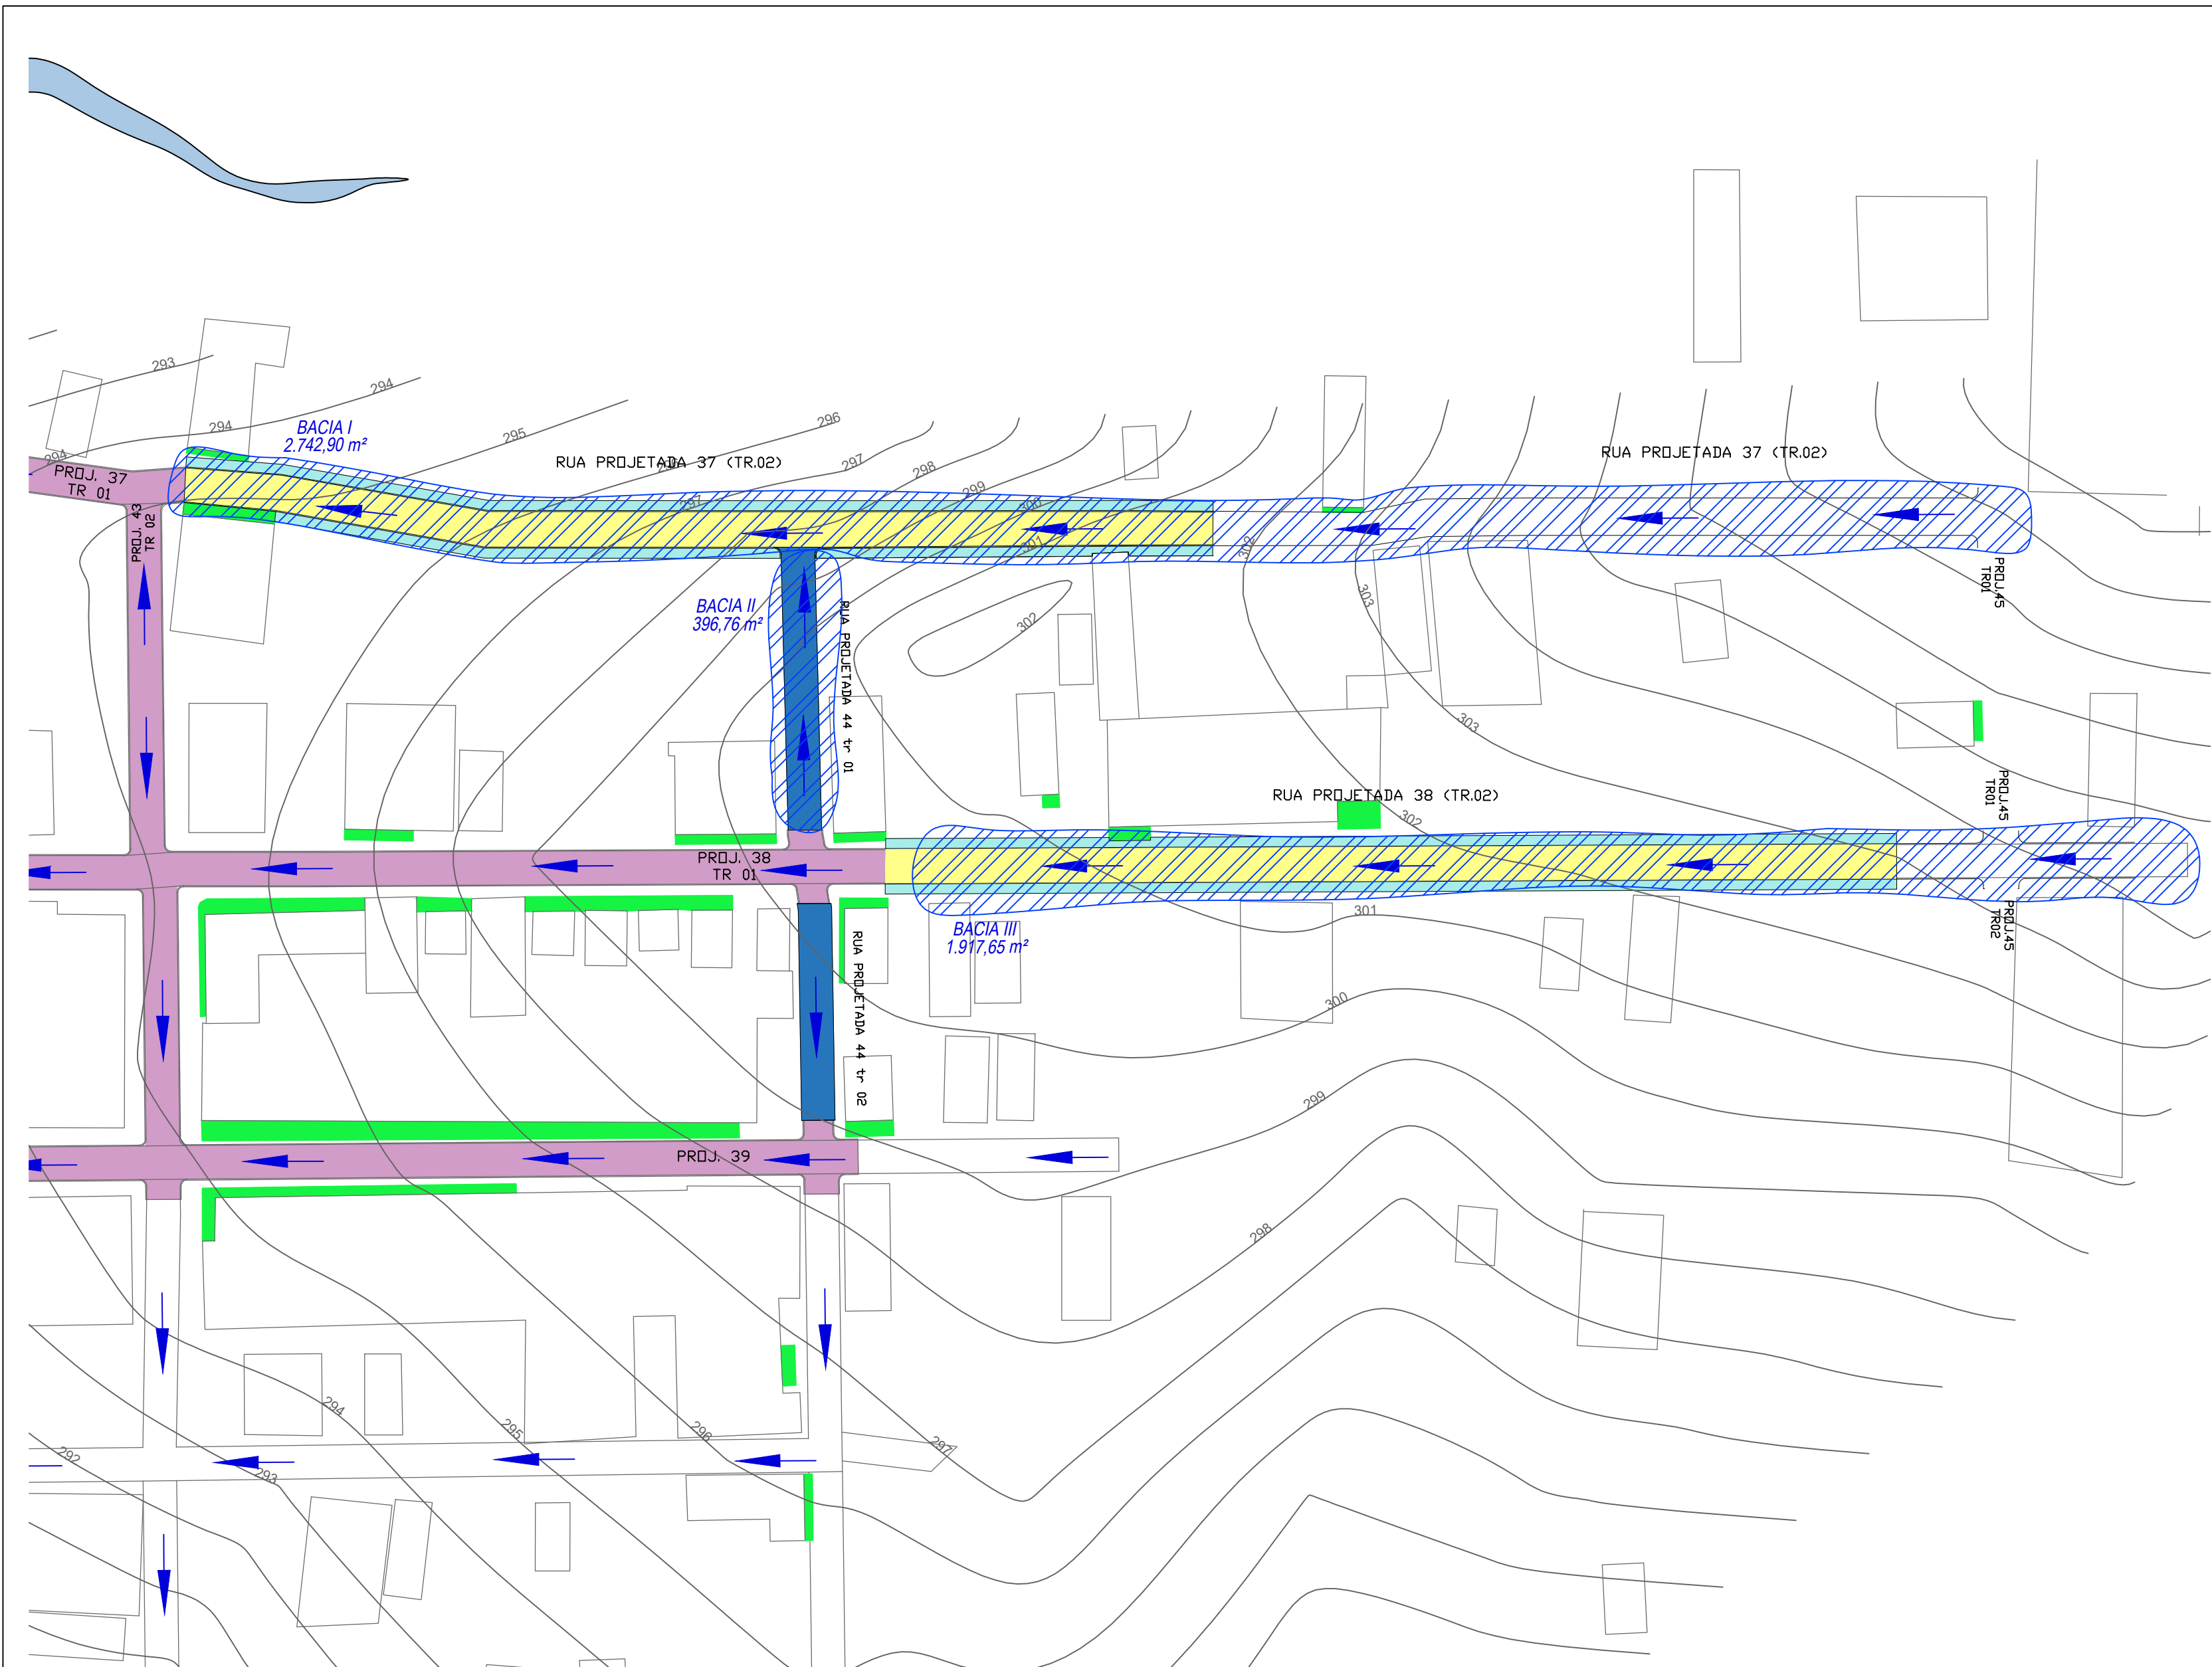 293
294
294
294
BACIA I
2.742,90 m²
295
296
RUA PROJETADA 37 (TR.02)
297
298
299
300
301
297
RUA PROJETADA 37 (TR.02)
PROJ. 37
TR 01
PROJ. 43
TR 02
302
303
PROJ.45
TR01
BACIA II
396,76 m²
RUA PROJETADA 44 tr 01
302
303
RUA PROJETADA 38 (TR.02)
302
PROJ.45
TR01
PROJ. 38
TR 01
PROJ.45
TR02
BACIA III
1.917,65 m²
301
RUA PROJETADA 44 tr 02
300
299
PROJ. 39
298
294
295
296
297
292
293